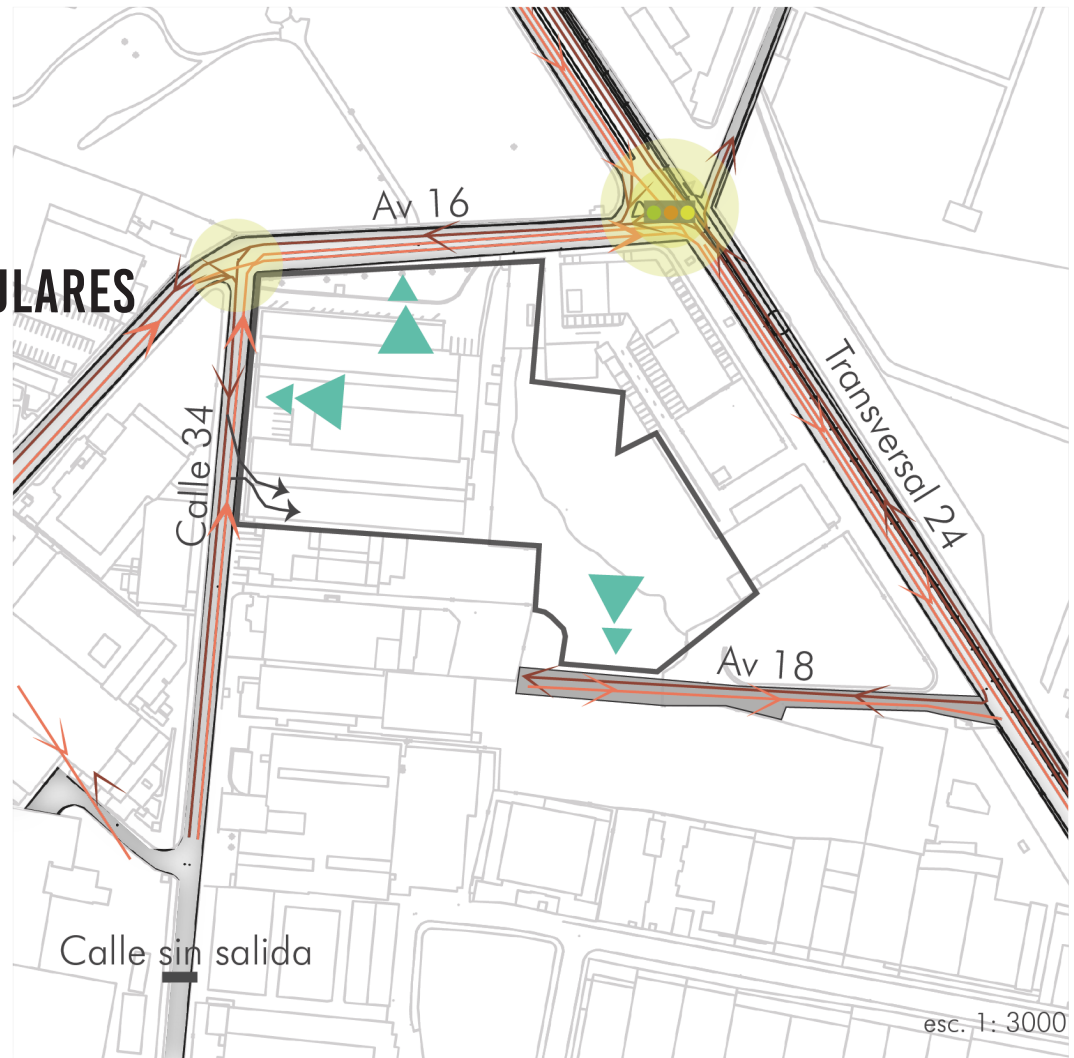 Av 16
ULARES
Transversal 24
Calle 34
Av 18
Calle sin salida
esc. 1: 3000